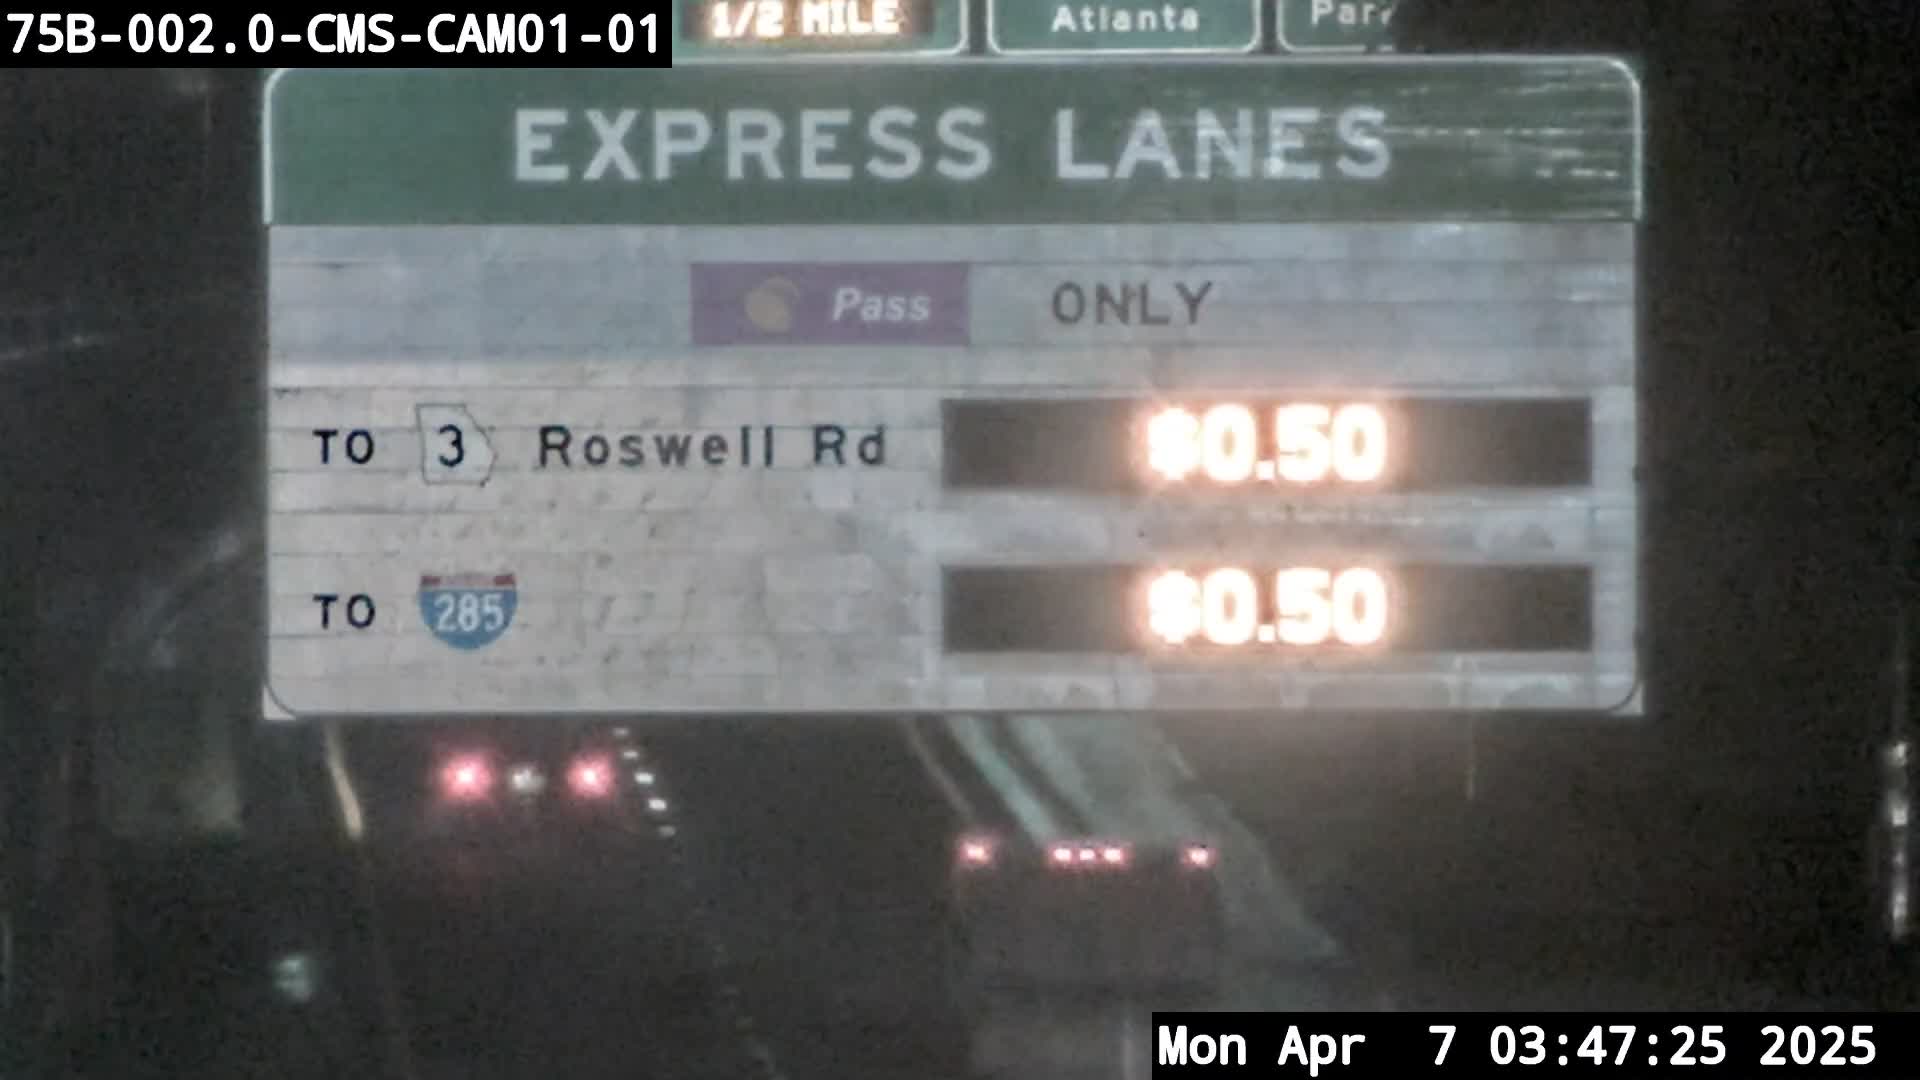 75B-002.0-CMS-CAM01-01
1/2 MILE
Atlanta
EXPRESS LANES
Pass ONLY
TO 3 Roswell Rd $0.50
TO 285 $0.50
Mon Apr 7 03:47:25 2025